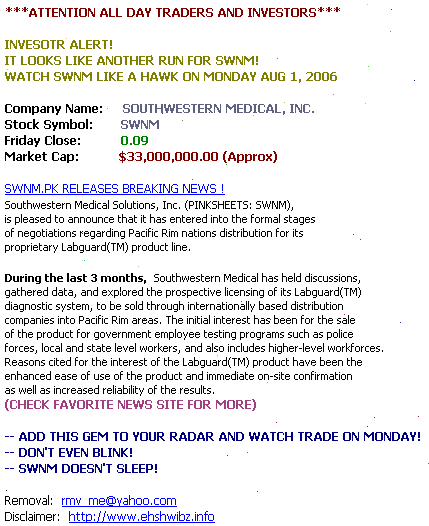 ***ATTENTION ALL DAY TRADERS AND INVESTORS***
INVESOTR ALERT!
IT LOOKS LIKE ANOTHER RUN FOR SWNM!
WATCH SWNM LIKE A HAWK ON MONDAY AUG 1, 2006
Company Name: SOUTHWESTERN MEDICAL, INC.
Stock Symbol: SWNM
Friday Close: 0.09
Market Cap: $33,000,000.00 (Approx)
SWNM.PK RELEASES BREAKING NEWS !
Southwestern Medical Solutions, Inc. (PINKSHEETS: SWNM),
is pleased to announce that it has entered into the formal stages
of negotiations regarding Pacific Rim nations distribution for its
proprietary Labguard(TM) product line.
During the last 3 months, Southwestern Medical has held discussions,
gathered data, and explored the prospective licensing of its Labguard(TM)
diagnostic system, to be sold through internationally based distribution
companies into Pacific Rim areas. The initial interest has been for the sale
of the product for government employee testing programs such as police
forces, local and state level workers, and also includes higher-level workforces.
Reasons cited for the interest of the Labguard(TM) product have been the
enhanced ease of use of the product and immediate on-site confirmation
as well as increased reliability of the results.
(CHECK FAVORITE NEWS SITE FOR MORE)
-- ADD THIS GEM TO YOUR RADAR AND WATCH TRADE ON MONDAY!
-- DON'T EVEN BLINK!
-- SWNM DOESN'T SLEEP!
Removal: rmv_me@yahoo.com
Disclaimer: http://www.ehshwibz.info